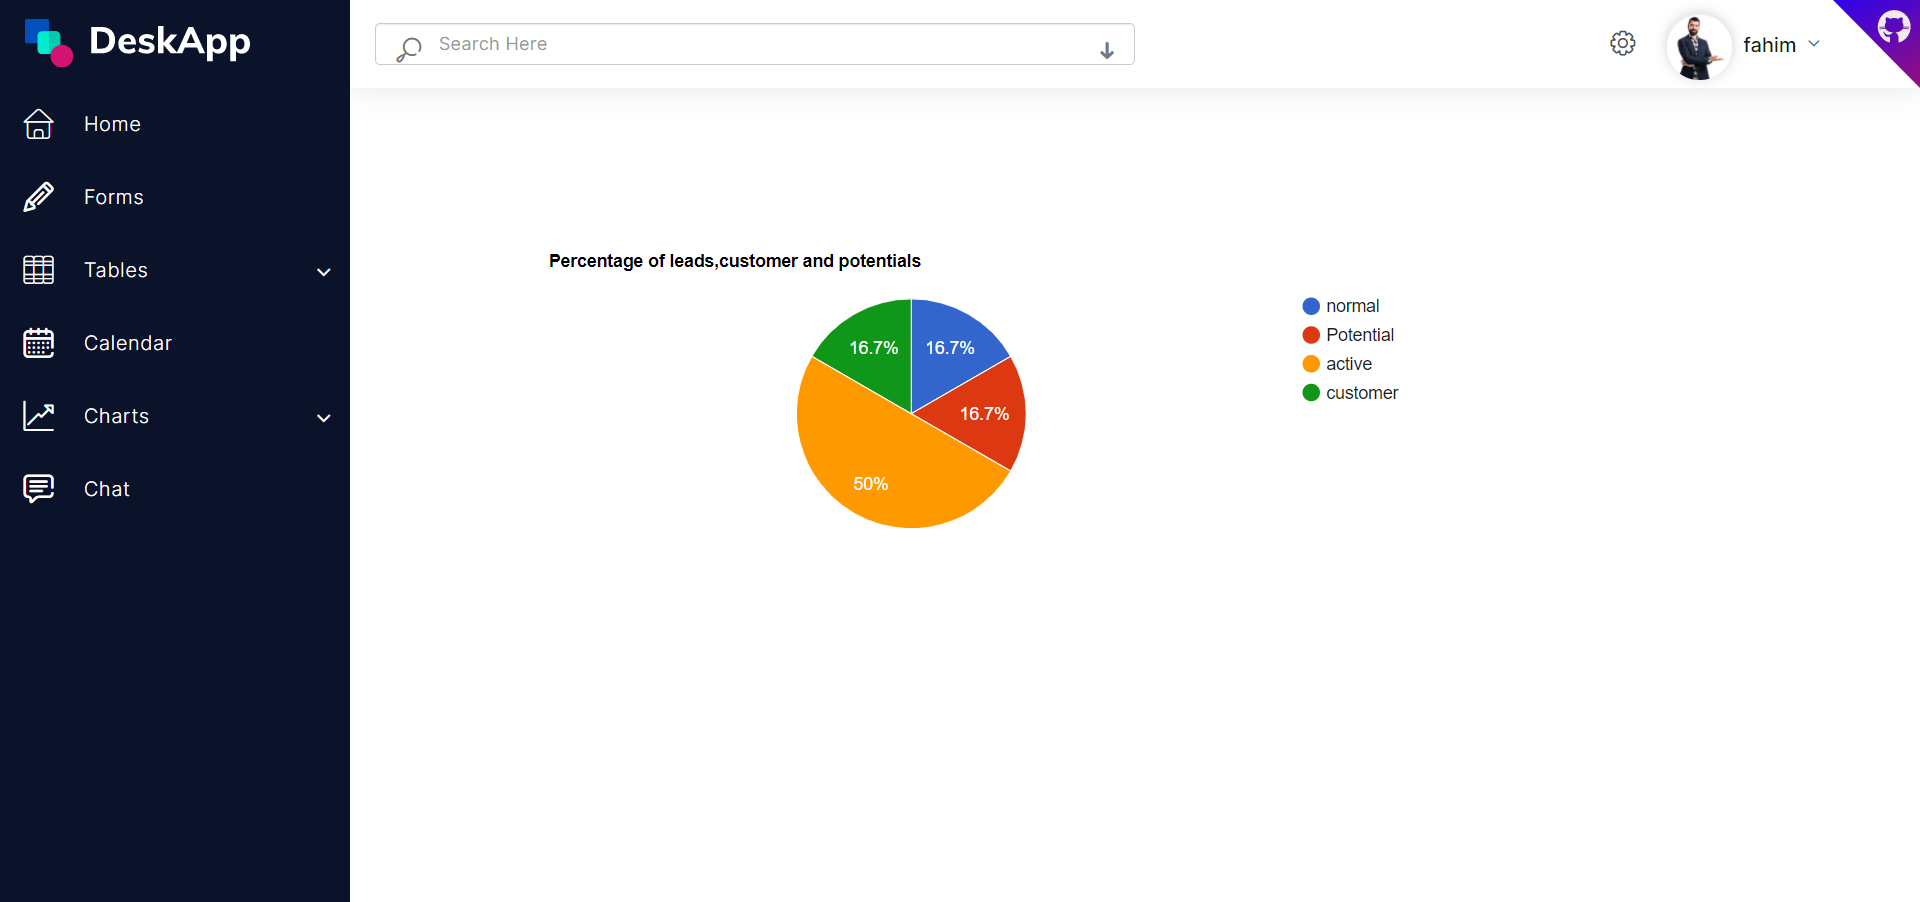 DeskApp
Search Here
fahim
Home
Forms
Tables
Calendar
Charts
Chat
Percentage of leads,customer and potentials
16.7%
16.7%
16.7%
50%
normal
Potential
active
customer